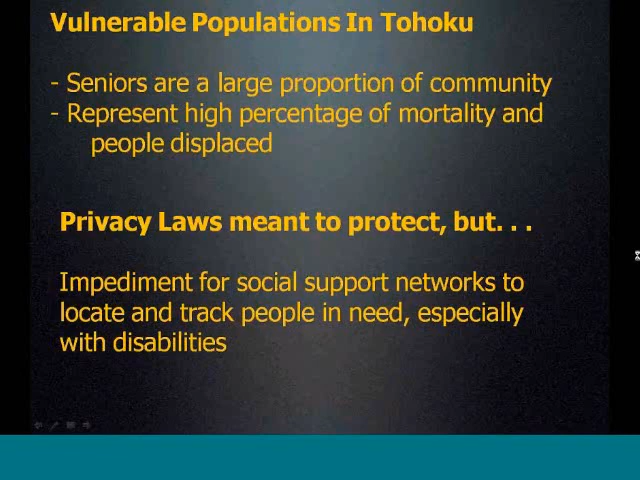 Vulnerable Populations In Tohoku
- Seniors are a large proportion of community
- Represent high percentage of mortality and
people displaced
Privacy Laws meant to protect, but. . .
Impediment for social support networks to
locate and track people in need, especially
with disabilities